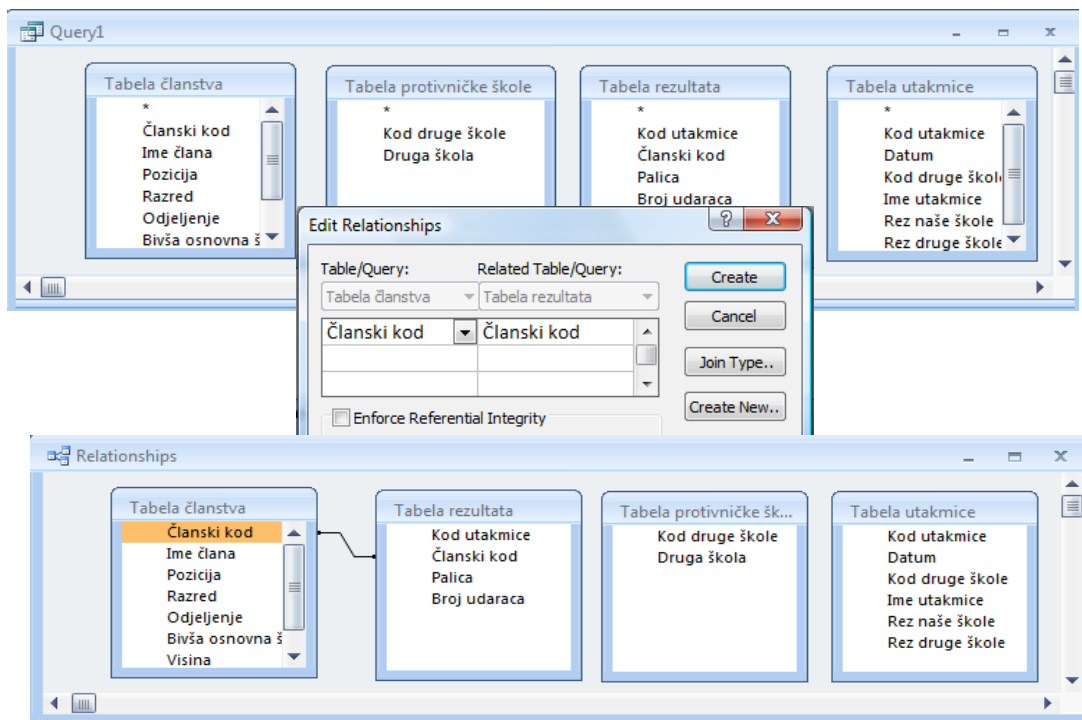 Query1
Tabela članstva
*
Članski kod
Ime člana
Pozicija
Razred
Odjeljenje
Bivša osnovna š
Tabela protivničke škole
*
Kod druge škole
Druga škola
Tabela rezultata
*
Kod utakmice
Članski kod
Palica
Broj udaraca
Tabela utakmice
*
Kod utakmice
Datum
Kod druge škole
Ime utakmice
Rez naše škole
Rez druge škole
Edit Relationships
?
Table/Query:
Related Table/Query:
Tabela članstva
Tabela rezultata
Članski kod
Članski kod
Enforce Referential Integrity
Create
Cancel
Join Type..
Create New..
Relationships
Tabela članstva
Članski kod
Ime člana
Pozicija
Razred
Odjeljenje
Bivša osnovna š
Visina
Tabela rezultata
Kod utakmice
Članski kod
Palica
Broj udaraca
Tabela protivničke šk...
Kod druge škole
Druga škola
Tabela utakmice
Kod utakmice
Datum
Kod druge škole
Ime utakmice
Rez naše škole
Rez druge škole